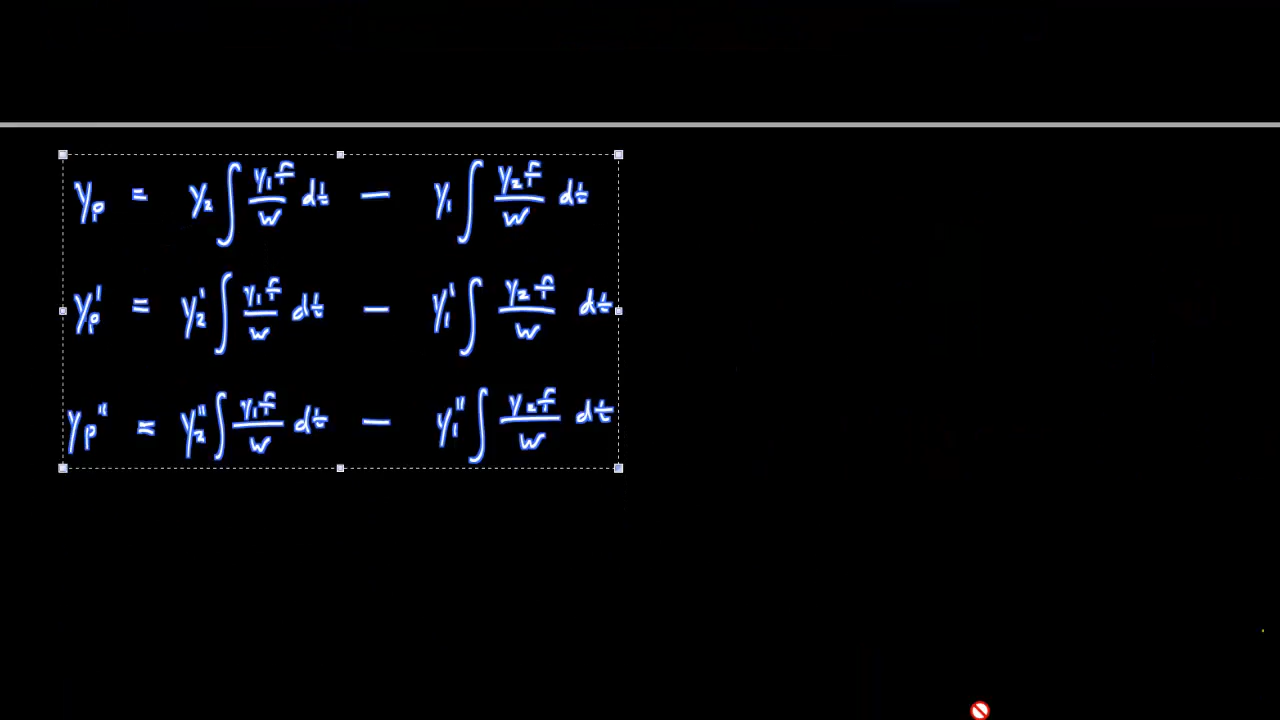 y_p = y_2 ∫ y_1 f / w dt − y_1 ∫ y_2 f / w dt
y_p' = y_2' ∫ y_1 f / w dt − y_1' ∫ y_2 f / w dt
y_p'' = y_2'' ∫ y_1 f / w dt − y_1'' ∫ y_2 f / w dt